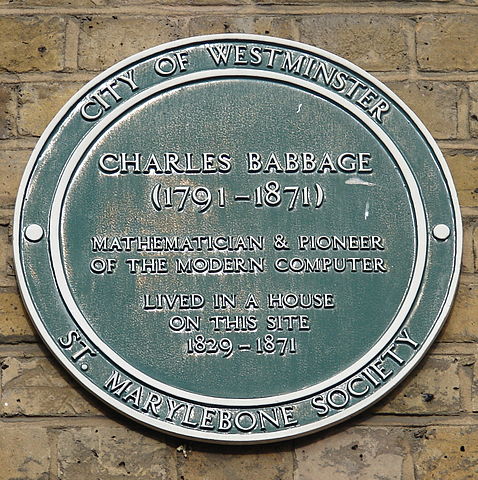 CITY OF WESTMINSTER
CHARLES BABBAGE
(1791–1871)
MATHEMATICIAN & PIONEER
OF THE MODERN COMPUTER
LIVED IN A HOUSE
ON THIS SITE
1829–1871
ST. MARYLEBONE SOCIETY